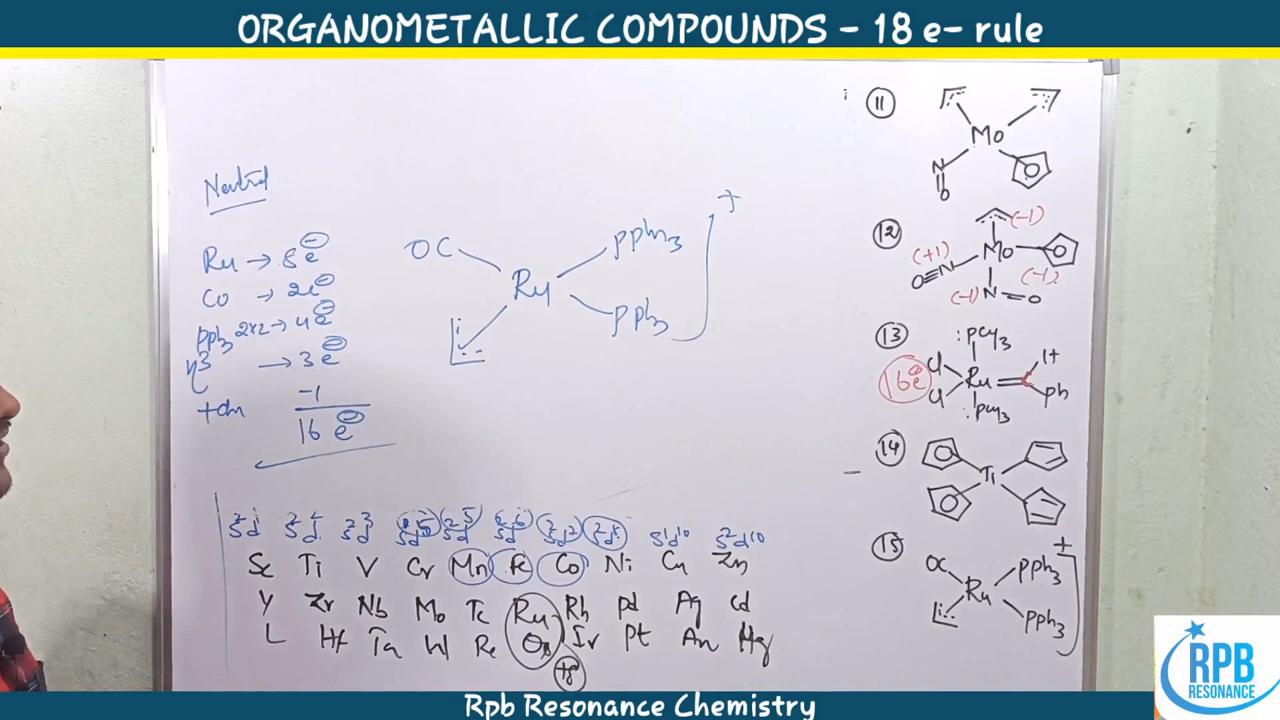 ORGANOMETALLIC COMPOUNDS – 18 e- rule
Neutral
Ru → 8e⊖
CO → 2e⊖
pph3 2x2 → 4e⊖
η3 → 3e⊖
-1
16 e⊖
OC
Ru
pph3
pph3
+
11
Mo
N
O
12
(-1)
Mo
(+1)
O≡N
(-1)
(-1)
N=O
13
:pcy3
16e⊖
Cl
Cl
Ru
H
ph
:pcy3
14
Ti
15
OC
Ru
pph3
pph3
+
Sc Ti V Cr Mn Fe Co Ni Cu Zn
Y Zr Nb Mo Tc Ru Rh pd Ag Cd
L Hf Ta W Re Os Ir Pt Au Hg
+8
RPB
RESONANCE
Rpb Resonance Chemistry